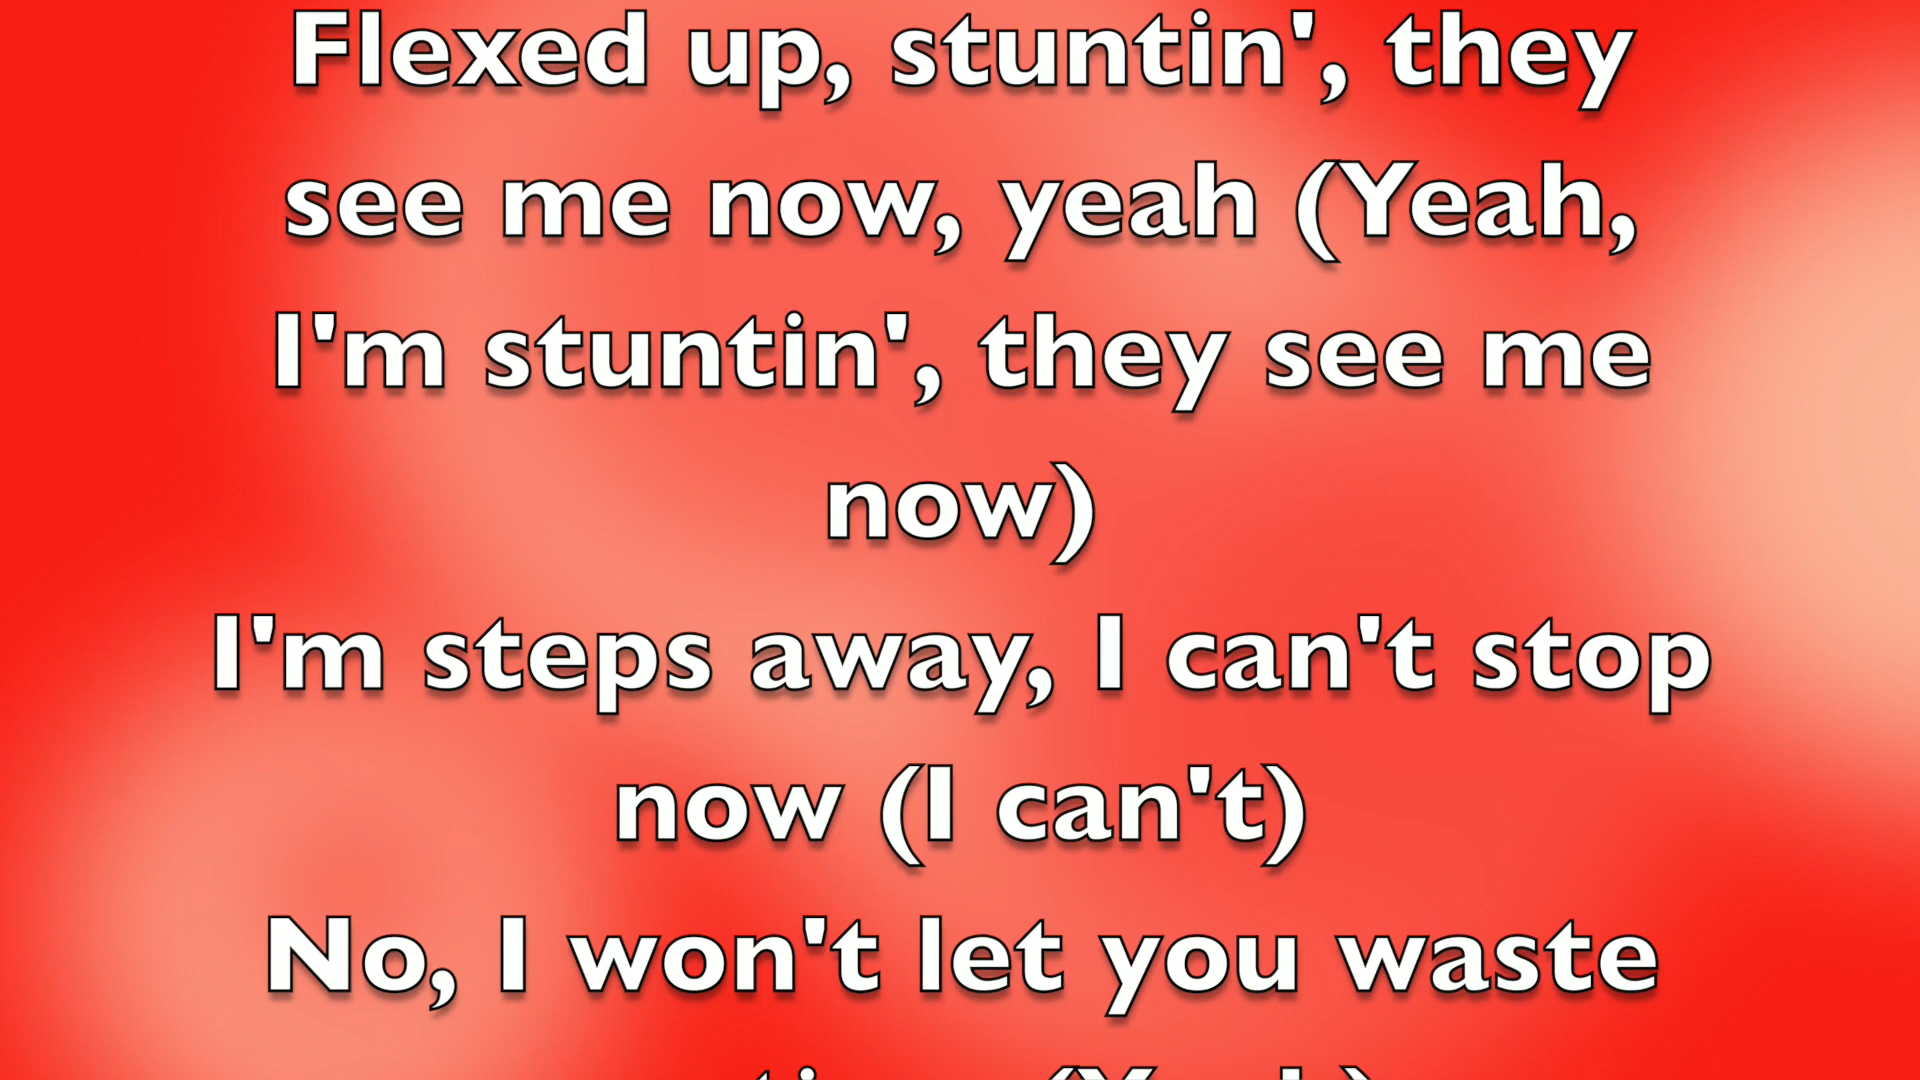 Flexed up, stuntin', they
see me now, yeah (Yeah,
I'm stuntin', they see me
now)
I'm steps away, I can't stop
now (I can't)
No, I won't let you waste